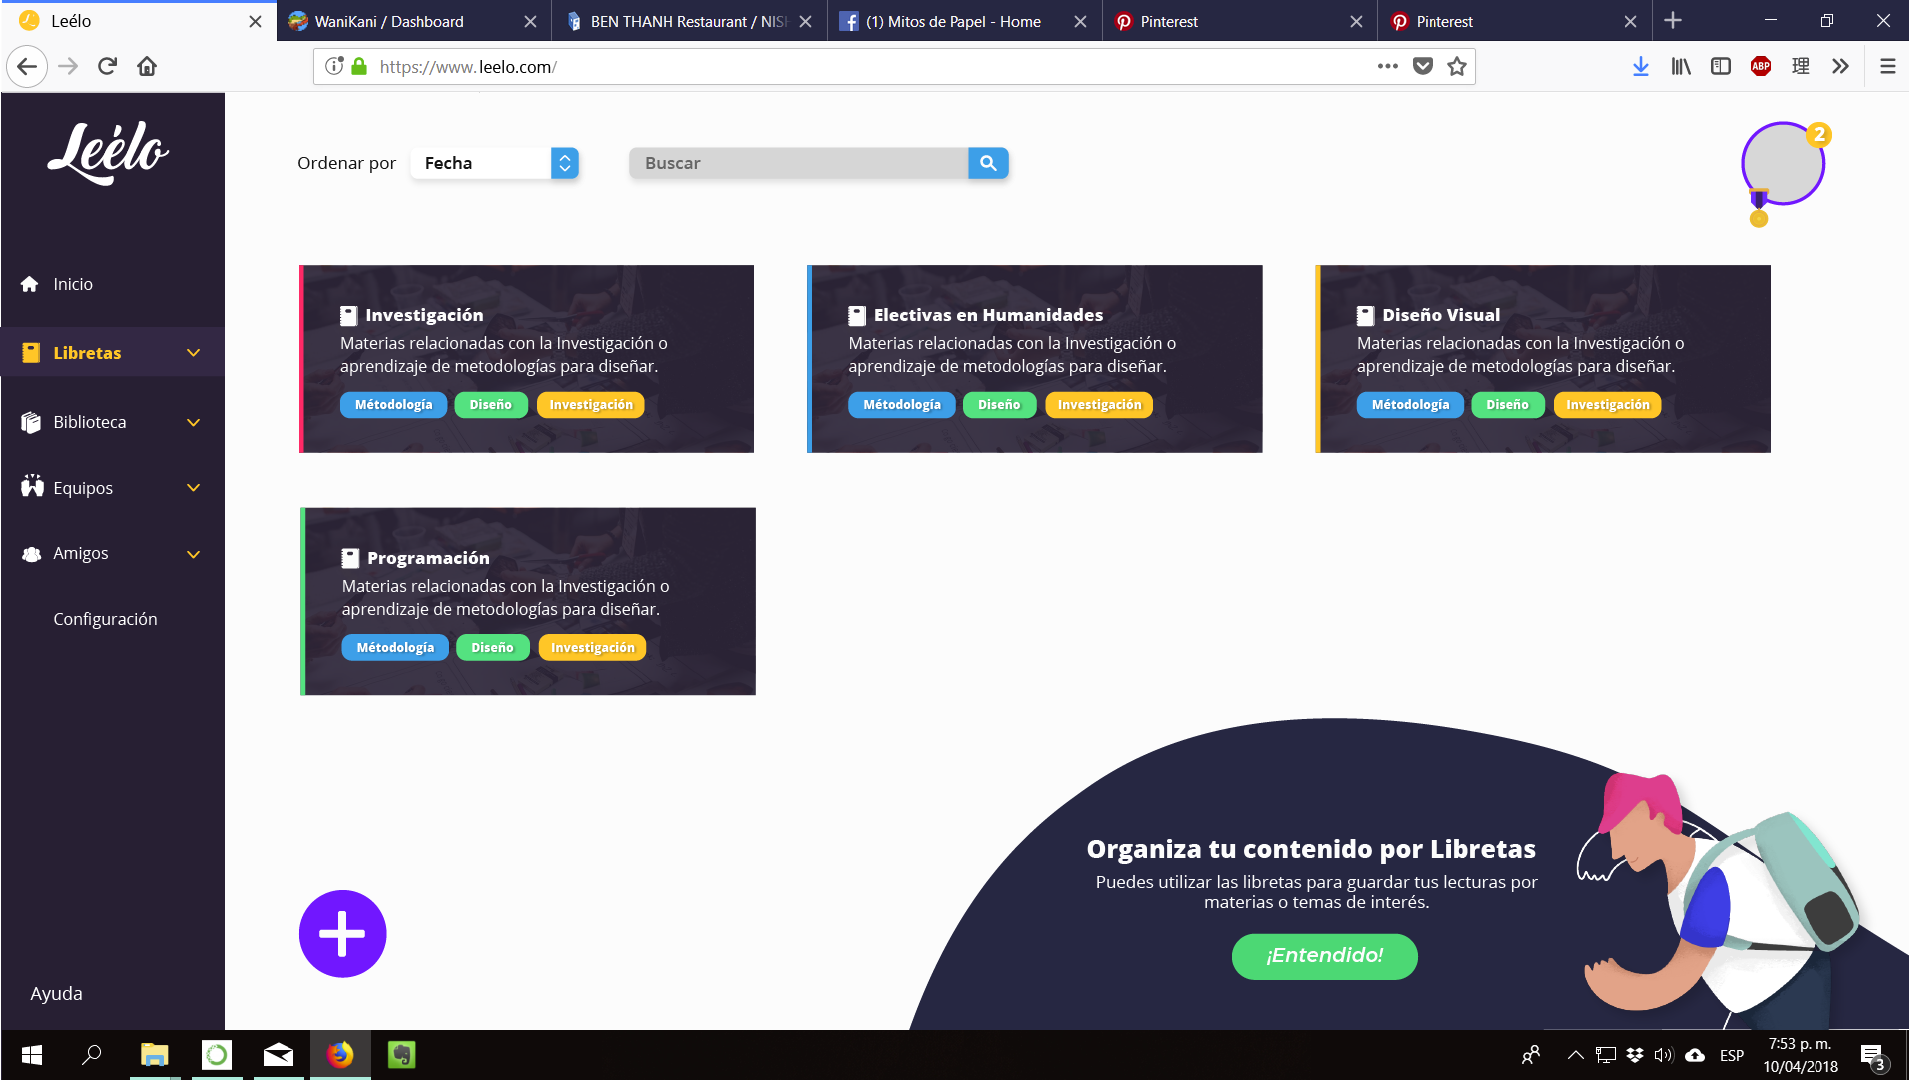 Leélo
WaniKani / Dashboard
BEN THANH Restaurant / NISH
(1) Mitos de Papel - Home
Pinterest
Pinterest
https://www.leelo.com/
ABP
理
Leélo
Ordenar por
Fecha
Buscar
2
Inicio
Libretas
Biblioteca
Equipos
Amigos
Configuración
Ayuda
Investigación
Materias relacionadas con la Investigación o
aprendizaje de metodologías para diseñar.
Métodología Diseño Investigación
Electivas en Humanidades
Materias relacionadas con la Investigación o
aprendizaje de metodologías para diseñar.
Métodología Diseño Investigación
Diseño Visual
Materias relacionadas con la Investigación o
aprendizaje de metodologías para diseñar.
Métodología Diseño Investigación
Programación
Materias relacionadas con la Investigación o
aprendizaje de metodologías para diseñar.
Métodología Diseño Investigación
Organiza tu contenido por Libretas
Puedes utilizar las libretas para guardar tus lecturas por
materias o temas de interés.
¡Entendido!
ESP
7:53 p. m.
10/04/2018
3